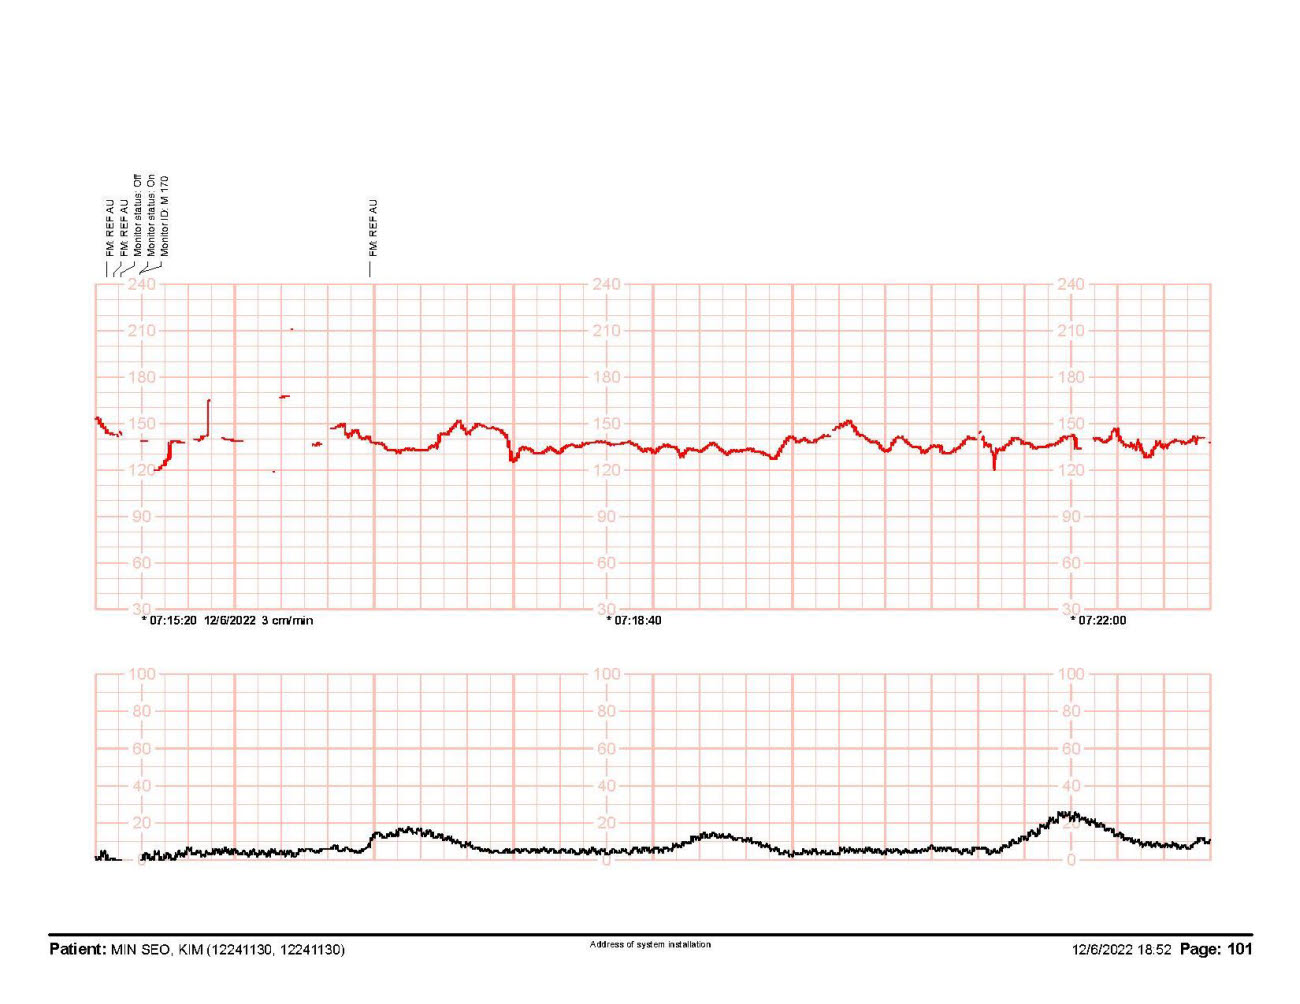 FM: REF AU
FM: REF AU
Monitor status: Off
Monitor status: On
Monitor ID: M 170
FM: REF AU
240 240 240
210 210 210
180 180 180
150 150 150
120 120 120
90 90 90
60 60 60
30 30 30
* 07:15:20 12/6/2022 3 cm/min * 07:18:40 * 07:22:00
100 100 100
80 80 80
60 60 60
40 40 40
20 20 20
0 0 0
Patient: MIN SEO, KIM (12241130, 12241130) Address of system installation 12/6/2022 18:52 Page: 101